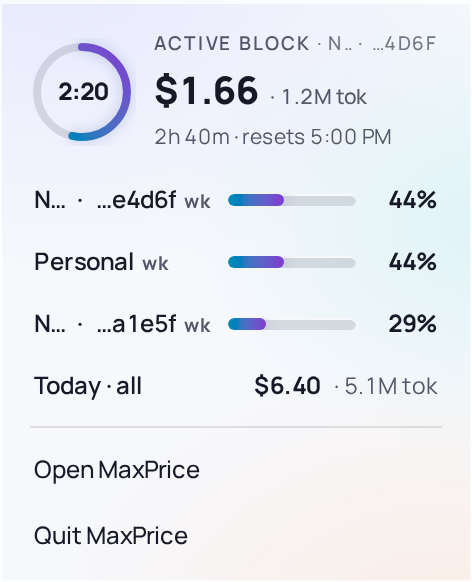 ACTIVE BLOCK · N.. · ...4D6F
2:20
$1.66 · 1.2M tok
2h 40m · resets 5:00 PM
N... · ...e4d6f wk 44%
Personal wk 44%
N... · ...a1e5f wk 29%
Today · all $6.40 · 5.1M tok
Open MaxPrice
Quit MaxPrice